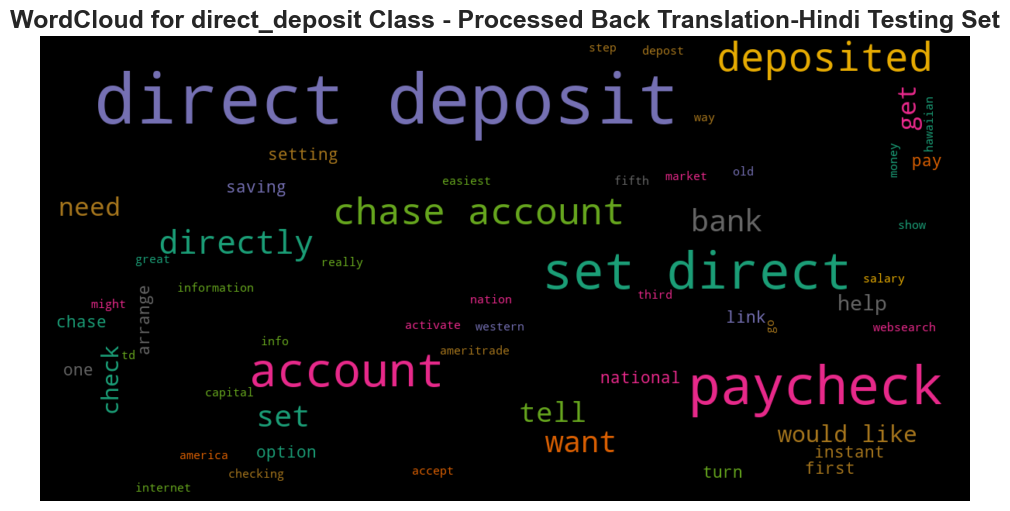 WordCloud for direct_deposit Class - Processed Back Translation-Hindi Testing Set
step
depost
deposited
direct deposit
get
hawaiian
way
money
pay
setting
saving
easiest
fifth
market
old
need
chase account
bank
show
directly
great
really
set direct
salary
information
nation
third
help
might
arrange
chase
activate
western
link
go
websearch
info
ameritrade
td
check
one
account
national
paycheck
capital
set
tell
want
would like
option
instant
america
checking
accept
turn
first
internet